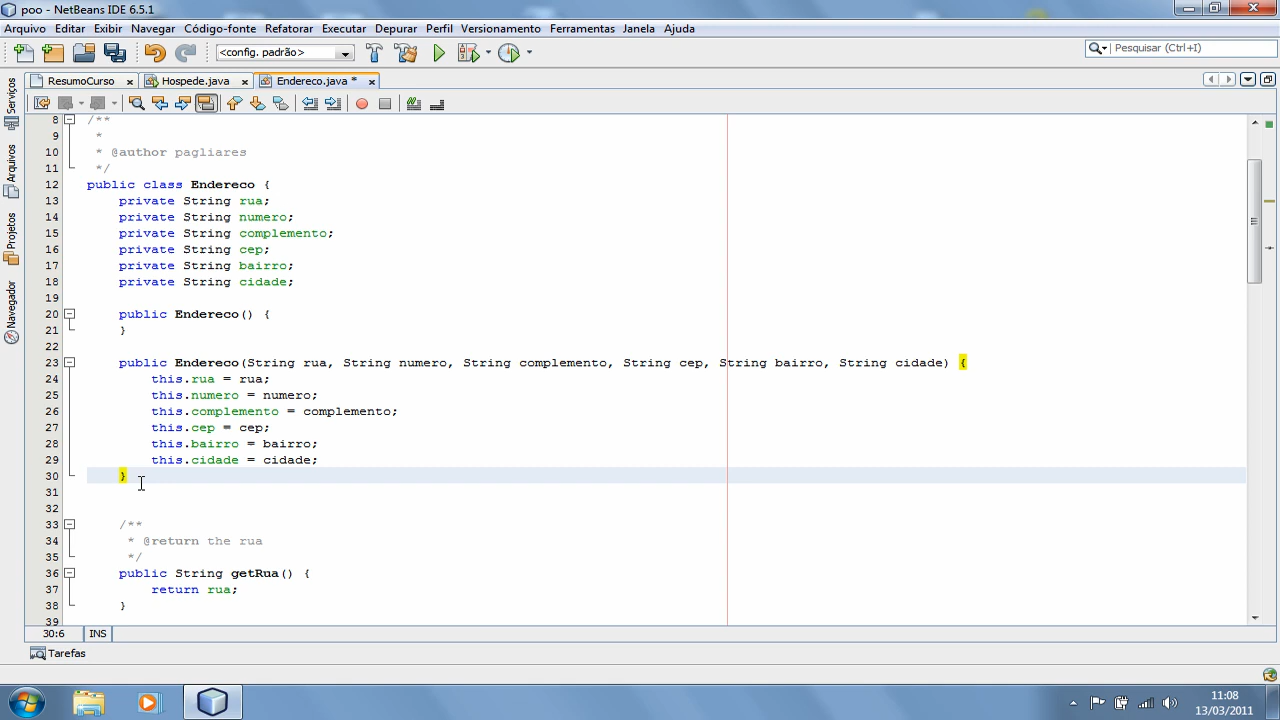 poo - NetBeans IDE 6.5.1
Arquivo Editar Exibir Navegar Código-fonte Refatorar Executar Depurar Perfil Versionamento Ferramentas Janela Ajuda
<config. padrão>
Pesquisar (Ctrl+I)
ResumoCurso
Hospede.java
Endereco.java *
Serviços
Arquivos
Projetos
Navegador
8 /**
9 *
10 * @author pagliares
11 */
12 public class Endereco {
13 private String rua;
14 private String numero;
15 private String complemento;
16 private String cep;
17 private String bairro;
18 private String cidade;
19
20 public Endereco() {
21 }
22
23 public Endereco(String rua, String numero, String complemento, String cep, String bairro, String cidade) {
24 this.rua = rua;
25 this.numero = numero;
26 this.complemento = complemento;
27 this.cep = cep;
28 this.bairro = bairro;
29 this.cidade = cidade;
30 }
31
32
33 /**
34 * @return the rua
35 */
36 public String getRua() {
37 return rua;
38 }
39
30:6 INS
Tarefas
11:08
13/03/2011